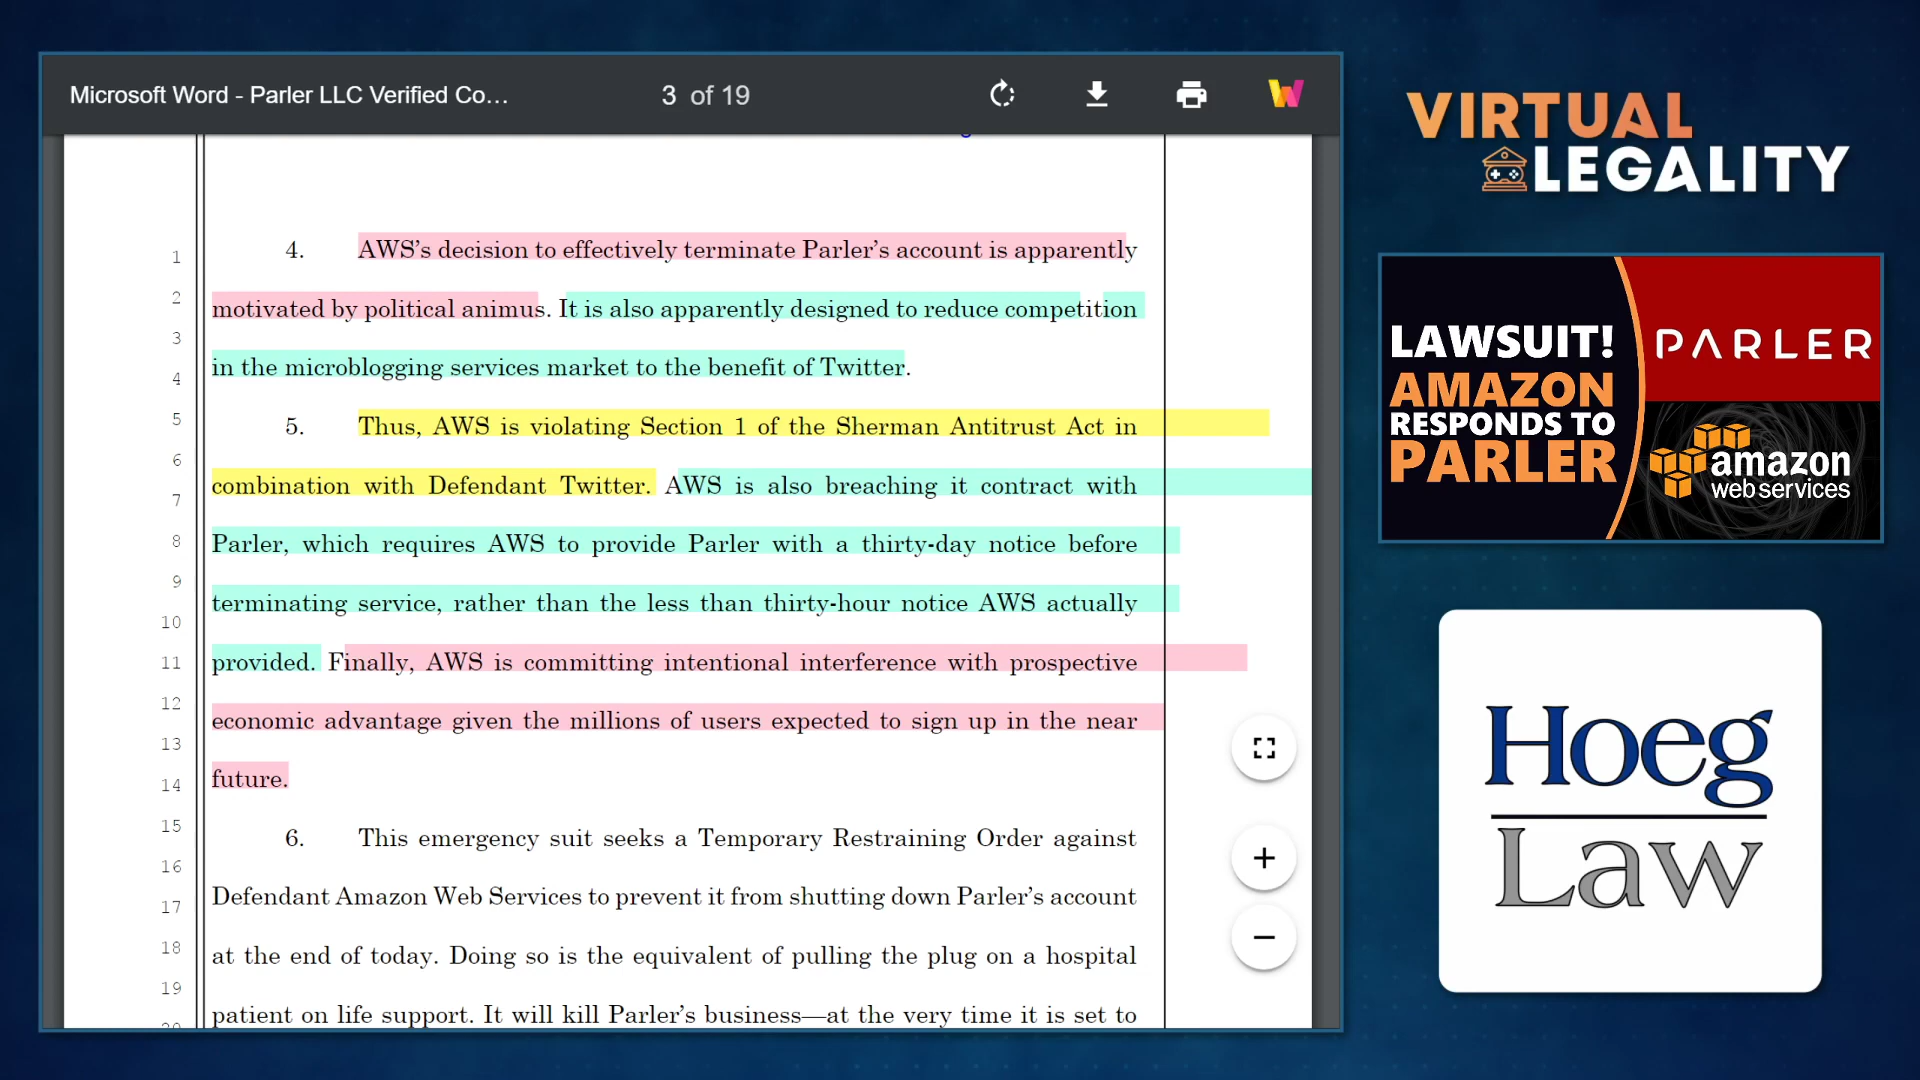 Microsoft Word - Parler LLC Verified Co...
3 of 19
1
2
3
4
5
6
7
8
9
10
11
12
13
14
15
16
17
18
19
4. AWS’s decision to effectively terminate Parler’s account is apparently
motivated by political animus. It is also apparently designed to reduce competition
in the microblogging services market to the benefit of Twitter.
5. Thus, AWS is violating Section 1 of the Sherman Antitrust Act in
combination with Defendant Twitter. AWS is also breaching it contract with
Parler, which requires AWS to provide Parler with a thirty-day notice before
terminating service, rather than the less than thirty-hour notice AWS actually
provided. Finally, AWS is committing intentional interference with prospective
economic advantage given the millions of users expected to sign up in the near
future.
6. This emergency suit seeks a Temporary Restraining Order against
Defendant Amazon Web Services to prevent it from shutting down Parler’s account
at the end of today. Doing so is the equivalent of pulling the plug on a hospital
patient on life support. It will kill Parler’s business—at the very time it is set to
VIRTUAL
LEGALITY
LAWSUIT!
AMAZON
RESPONDS TO
PARLER
PARLER
amazon
web services
Hoeg
Law